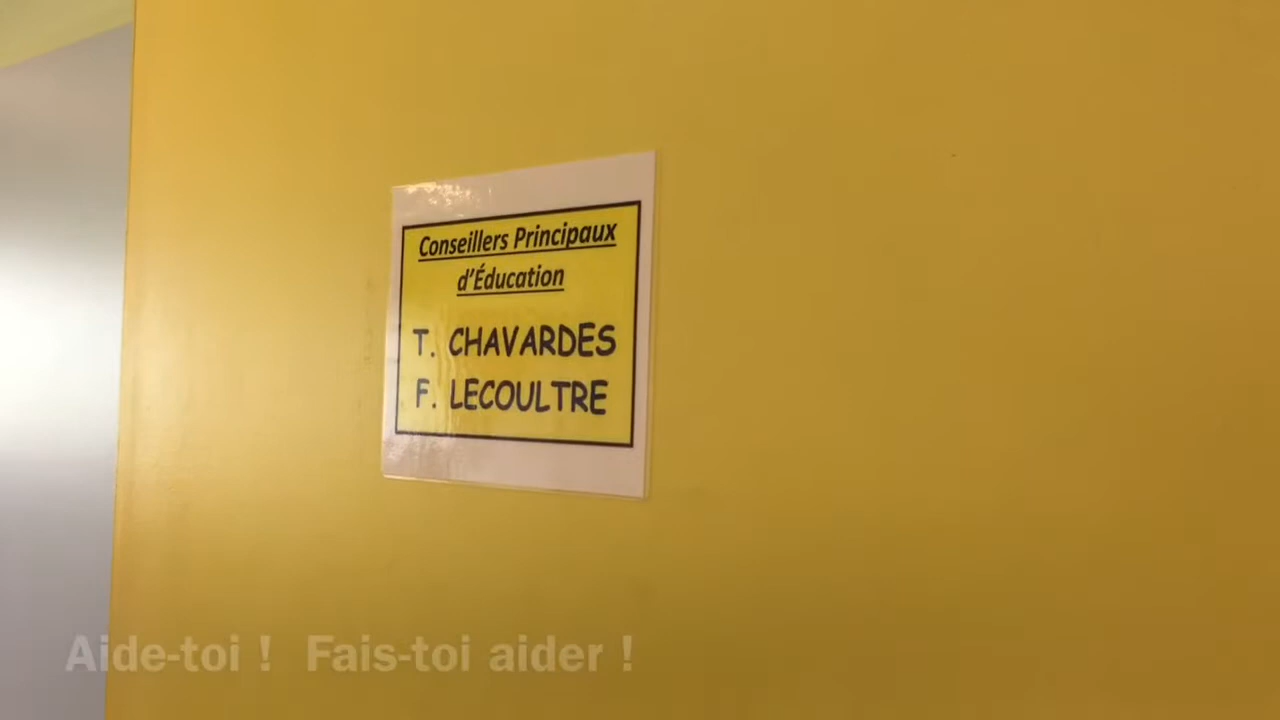 Conseillers Principaux
d'Éducation
T. CHAVARDES
F. LECOULTRE
Aide-toi ! Fais-toi aider !